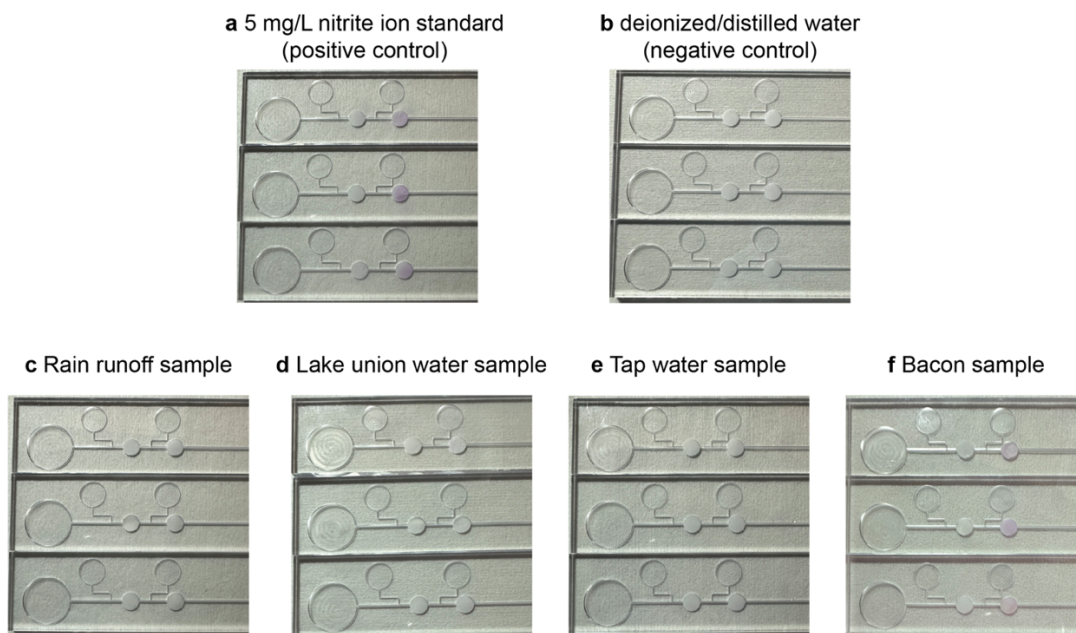 a 5 mg/L nitrite ion standard
(positive control)
b deionized/distilled water
(negative control)
c Rain runoff sample
d Lake union water sample
e Tap water sample
f Bacon sample